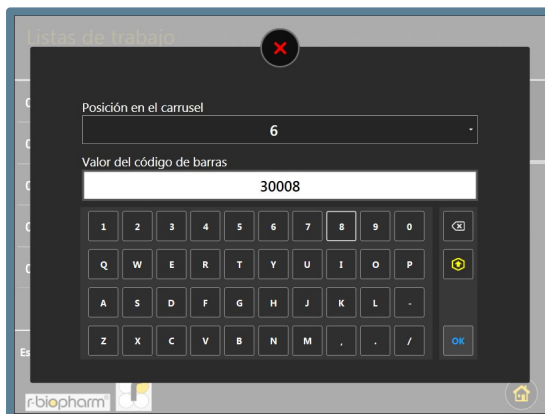 Listas de trabajo
Posición en el carrusel
6
Valor del código de barras
30008
1 2 3 4 5 6 7 8 9 0
Q W E R T Y U I O P
A S D F G H J K L -
Z X C V B N M , . / OK
Es
r-biopharm®